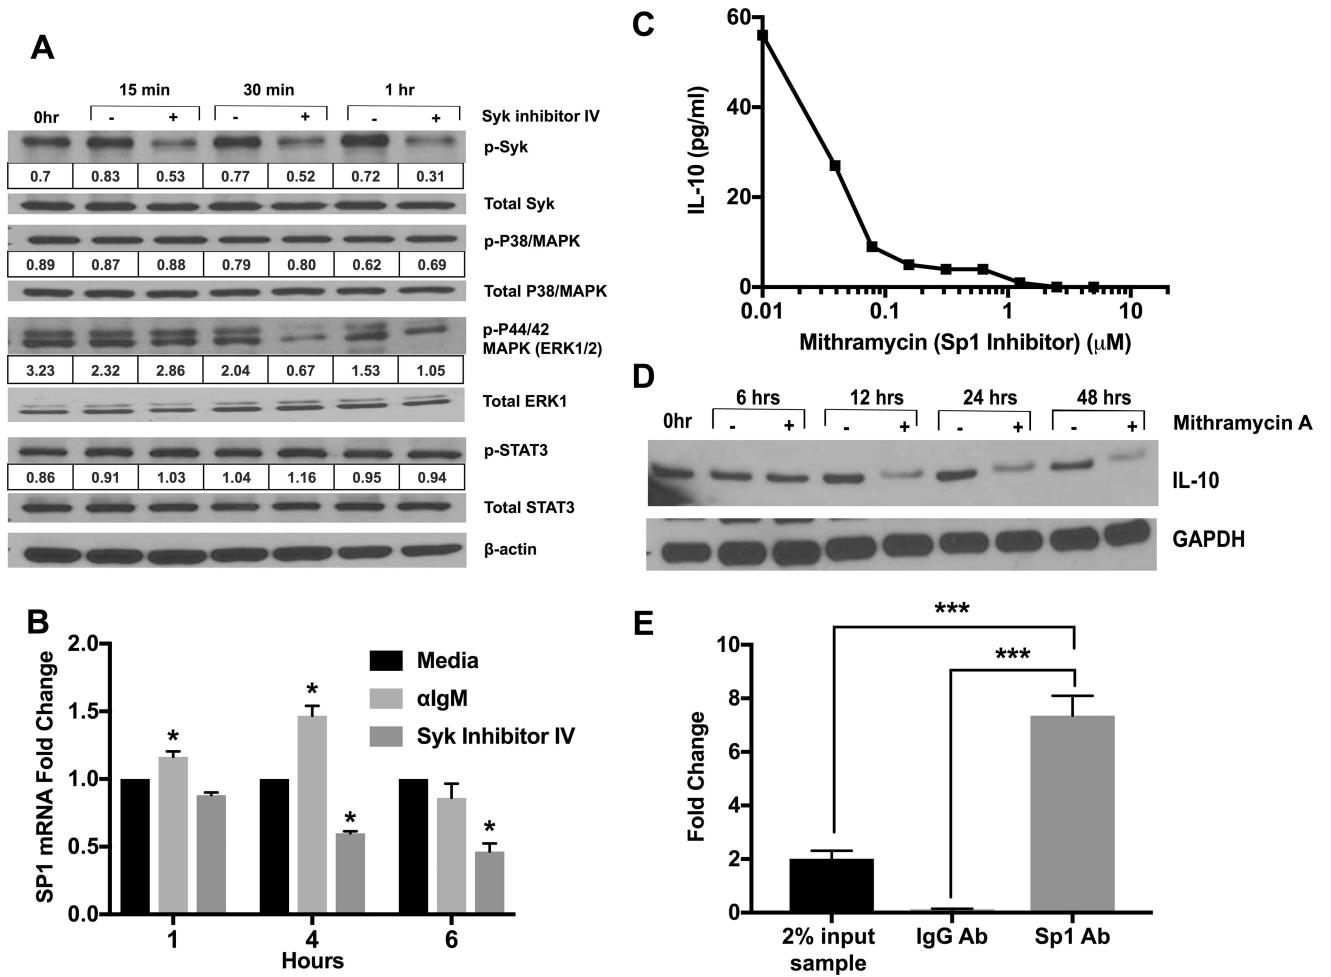 A
15 min 30 min 1 hr
0hr - + - + - + Syk inhibitor IV
p-Syk
0.7 0.83 0.53 0.77 0.52 0.72 0.31
Total Syk
p-P38/MAPK
0.89 0.87 0.88 0.79 0.80 0.62 0.69
Total P38/MAPK
p-P44/42
MAPK (ERK1/2)
3.23 2.32 2.86 2.04 0.67 1.53 1.05
Total ERK1
p-STAT3
0.86 0.91 1.03 1.04 1.16 0.95 0.94
Total STAT3
β-actin
B
SP1 mRNA Fold Change
2.0
1.5
1.0
0.5
0.0
Media
αIgM
Syk Inhibitor IV
* * * *
1 4 6
Hours
C
IL-10 (pg/ml)
60
40
20
0
0.01 0.1 1 10
Mithramycin (Sp1 Inhibitor) (μM)
D
6 hrs 12 hrs 24 hrs 48 hrs
0hr - + - + - + - + Mithramycin A
IL-10
GAPDH
E
Fold Change
10
8
6
4
2
0
***
***
2% input IgG Ab Sp1 Ab
sample